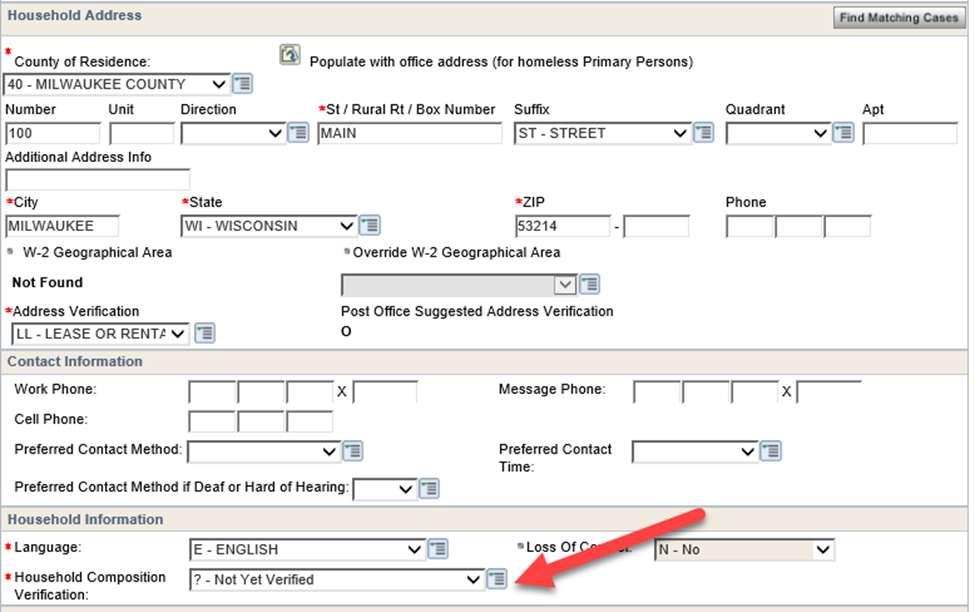 Household Address Find Matching Cases
* County of Residence: Populate with office address (for homeless Primary Persons)
40 - MILWAUKEE COUNTY
Number Unit Direction *St / Rural Rt / Box Number Suffix Quadrant Apt
100 MAIN ST - STREET
Additional Address Info
*City *State *ZIP Phone
MILWAUKEE WI - WISCONSIN 53214 -
W-2 Geographical Area Override W-2 Geographical Area
Not Found
*Address Verification Post Office Suggested Address Verification
LL - LEASE OR RENTA O
Contact Information
Work Phone: X Message Phone: X
Cell Phone:
Preferred Contact Method: Preferred Contact
Time:
Preferred Contact Method if Deaf or Hard of Hearing:
Household Information
* Language: E - ENGLISH Loss Of N - No
* Household Composition ? - Not Yet Verified
Verification: